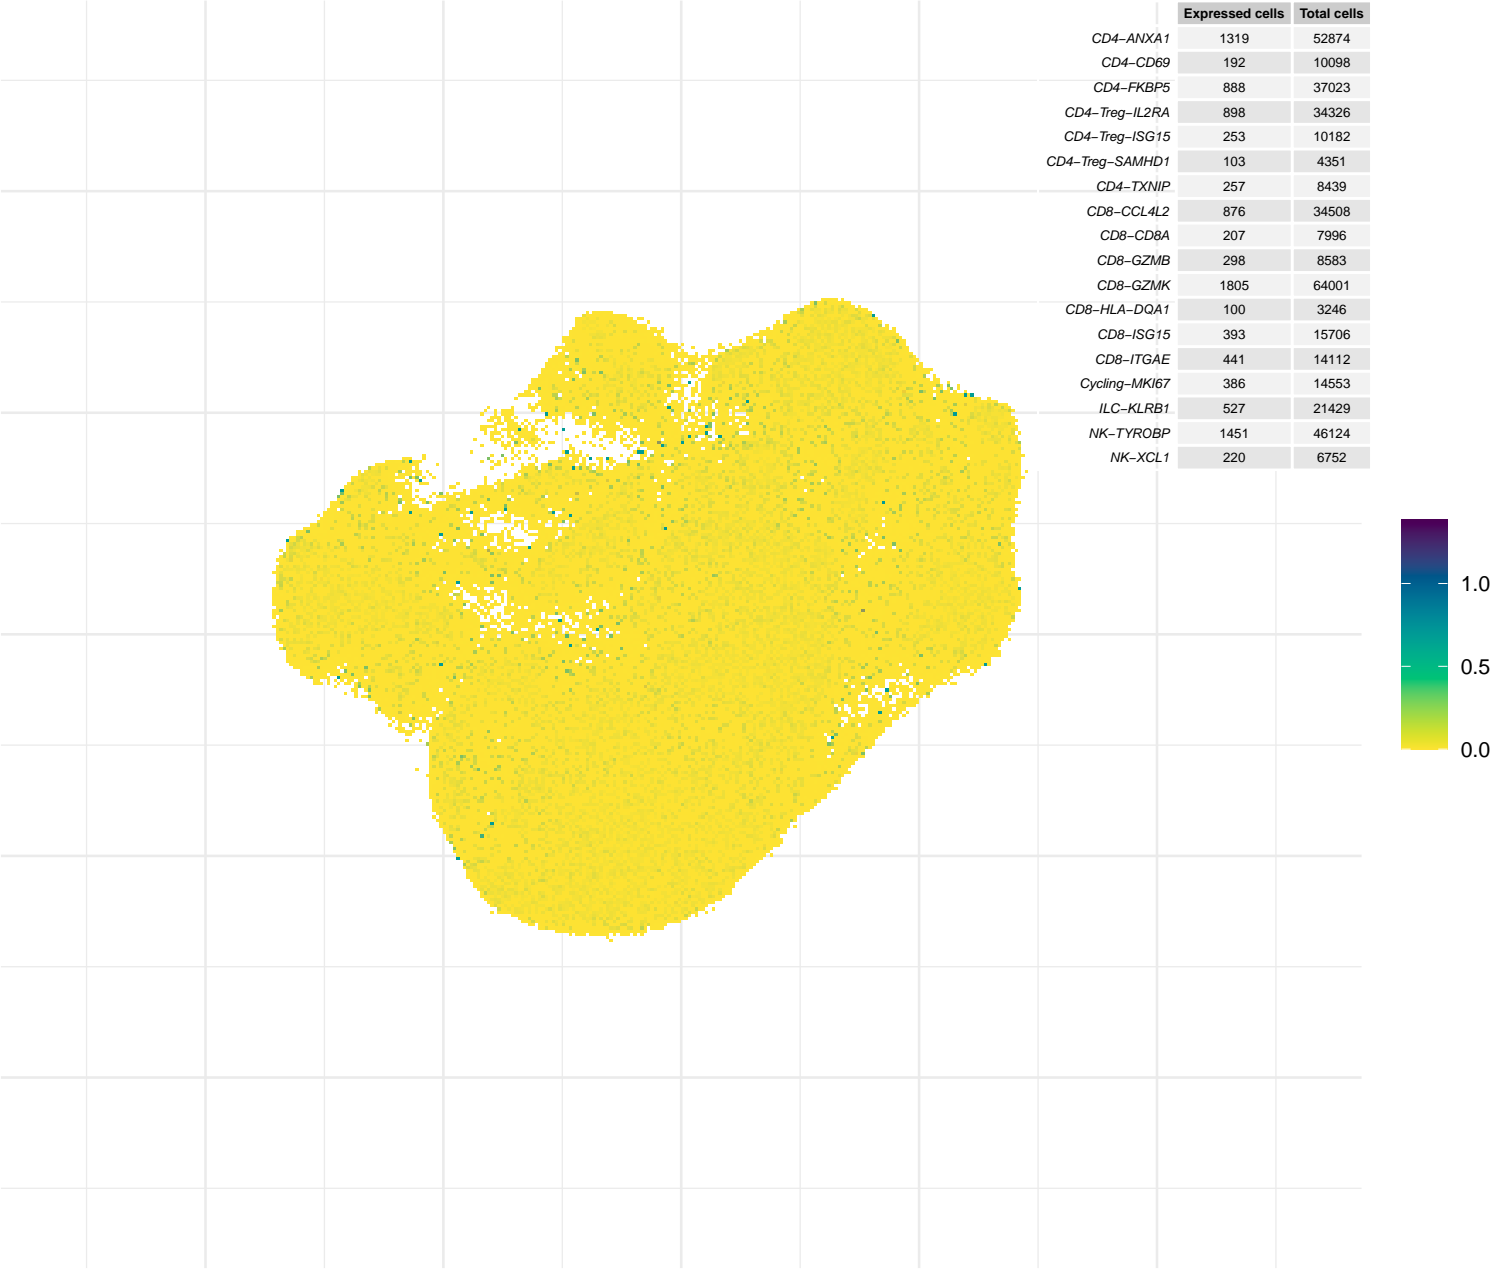 Expressed cells Total cells
CD4−ANXA1 1319 52874
CD4−CD69 192 10098
CD4−FKBP5 888 37023
CD4−Treg−IL2RA 898 34326
CD4−Treg−ISG15 253 10182
CD4−Treg−SAMHD1 103 4351
CD4−TXNIP 257 8439
CD8−CCL4L2 876 34508
CD8−CD8A 207 7996
CD8−GZMB 298 8583
CD8−GZMK 1805 64001
CD8−HLA−DQA1 100 3246
CD8−ISG15 393 15706
CD8−ITGAE 441 14112
Cycling−MKI67 386 14553
ILC−KLRB1 527 21429
NK−TYROBP 1451 46124
NK−XCL1 220 6752
1.0
0.5
0.0